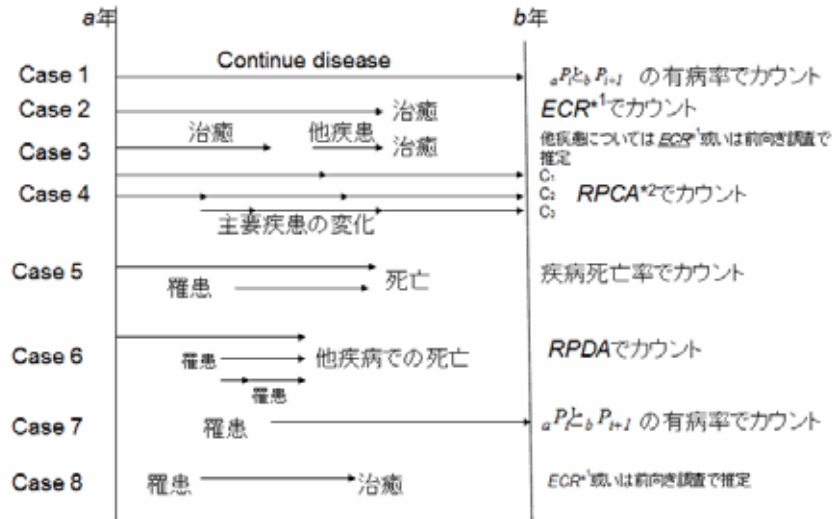 a年 b年
Case 1 Continue disease aPiとb Pi+1 の有病率でカウント
Case 2 治癒 ECR*1でカウント
Case 3 治癒 他疾患 治癒 他疾患については ECR*1或いは前向き調査で推定
C1
Case 4 C2 RPCA*2でカウント
主要疾患の変化 C3
Case 5 罹患 死亡 疾病死亡率でカウント
Case 6 罹患 他疾病での死亡 RPDAでカウント
罹患
Case 7 罹患 aPiとb Pi+1 の有病率でカウント
Case 8 罹患 治癒 ECR*1或いは前向き調査で推定